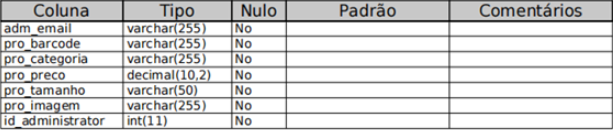 Coluna Tipo Nulo Padrão Comentários
adm_email varchar(255) No
pro_barcode varchar(255) No
pro_categoria varchar(255) No
pro_preco decimal(10,2) No
pro_tamanho varchar(50) No
pro_imagem varchar(255) No
id_administrator int(11) No